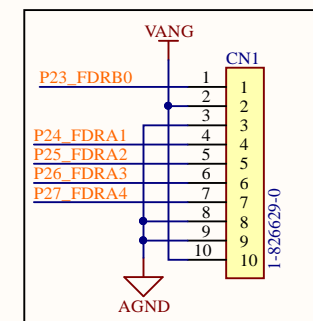 VANG
CN1
P23_FDRB0 1 1
2 2
3 3
P24_FDRA1 4 4
P25_FDRA2 5 5
P26_FDRA3 6 6
P27_FDRA4 7 7
8 8
9 9
10 10
1-826629-0
AGND